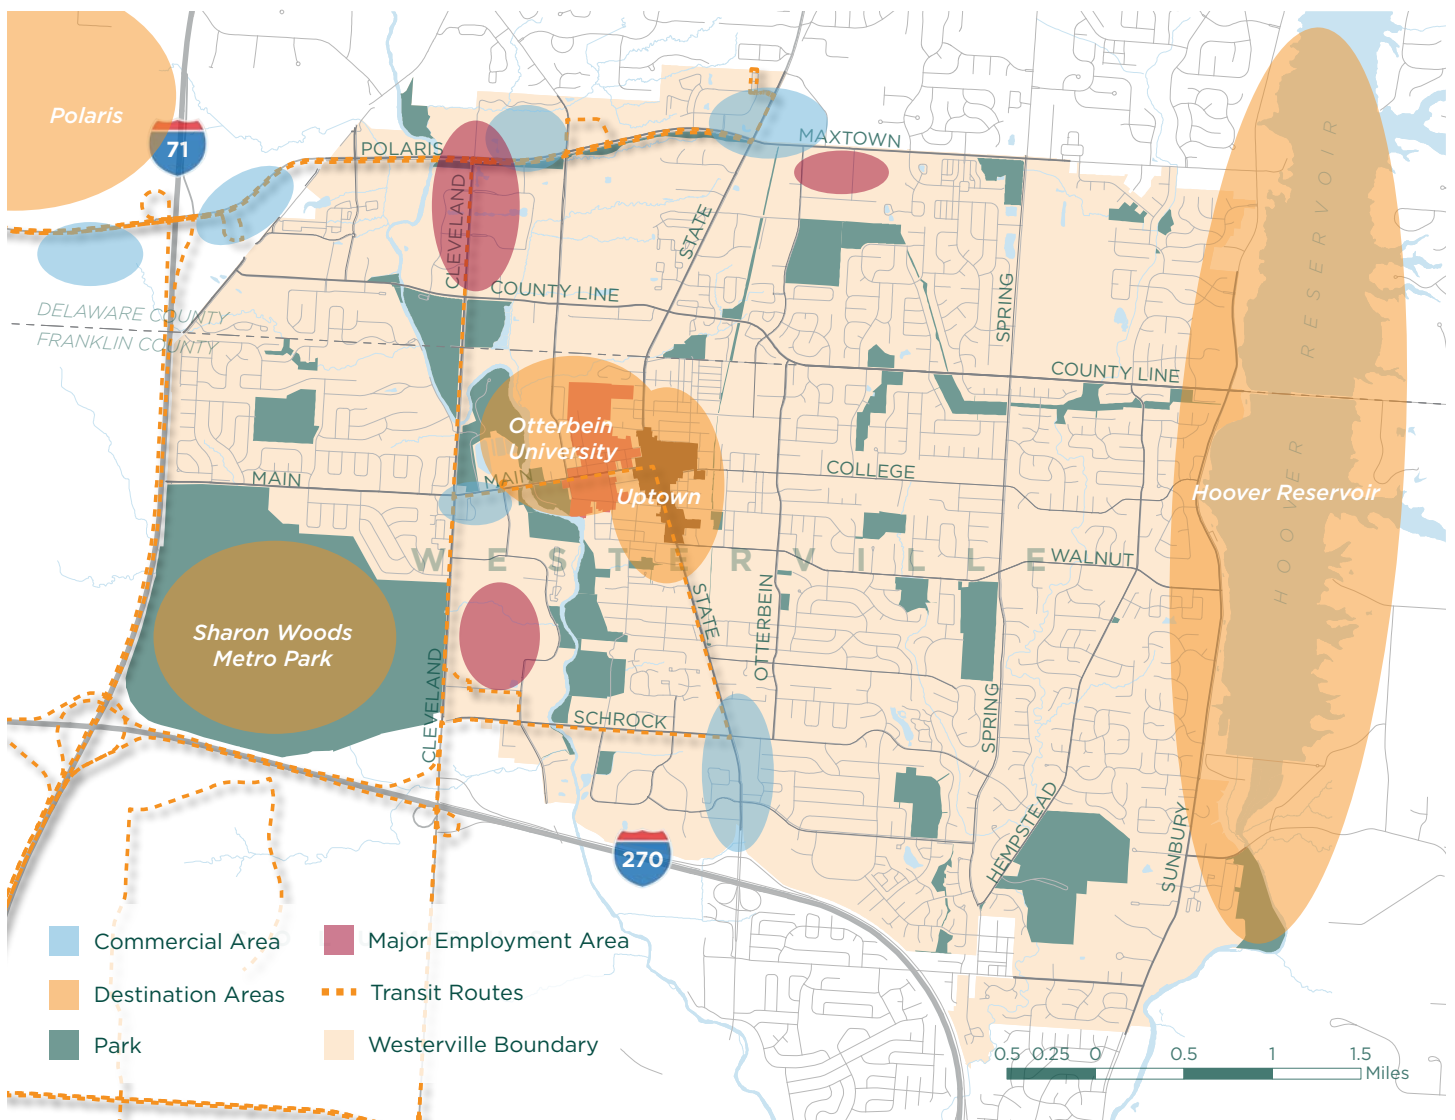 Polaris
71
POLARIS
MAXTOWN
CLEVELAND
STATE
COUNTY LINE
SPRING
RESERVOIR
DELAWARE COUNTY
FRANKLIN COUNTY
COUNTY LINE
Otterbein
University
MAIN
MAIN
COLLEGE
Uptown
Hoover Reservoir
HOOVER
WESTERVILLE
WALNUT
Sharon Woods
Metro Park
STATE
OTTERBEIN
CLEVELAND
SCHROCK
SPRING
HEMPSTEAD
SUNBURY
270
Commercial Area
Major Employment Area
Destination Areas
Transit Routes
Park
Westerville Boundary
0.5 0.25 0 0.5 1 1.5
Miles